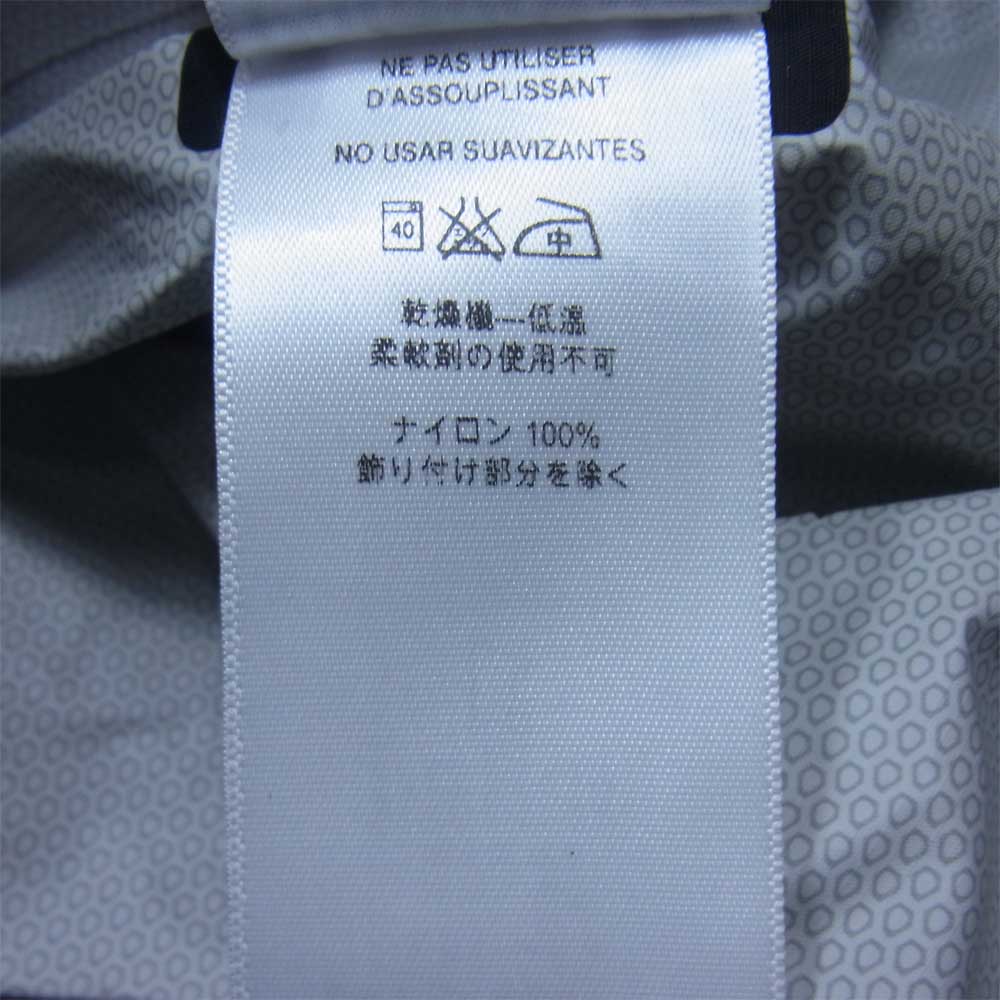 NE PAS UTILISER
D'ASSOUPLISSANT
NO USAR SUAVIZANTES
40 中
乾燥機---低温
柔軟剤の使用不可
ナイロン 100%
飾り付け部分を除く